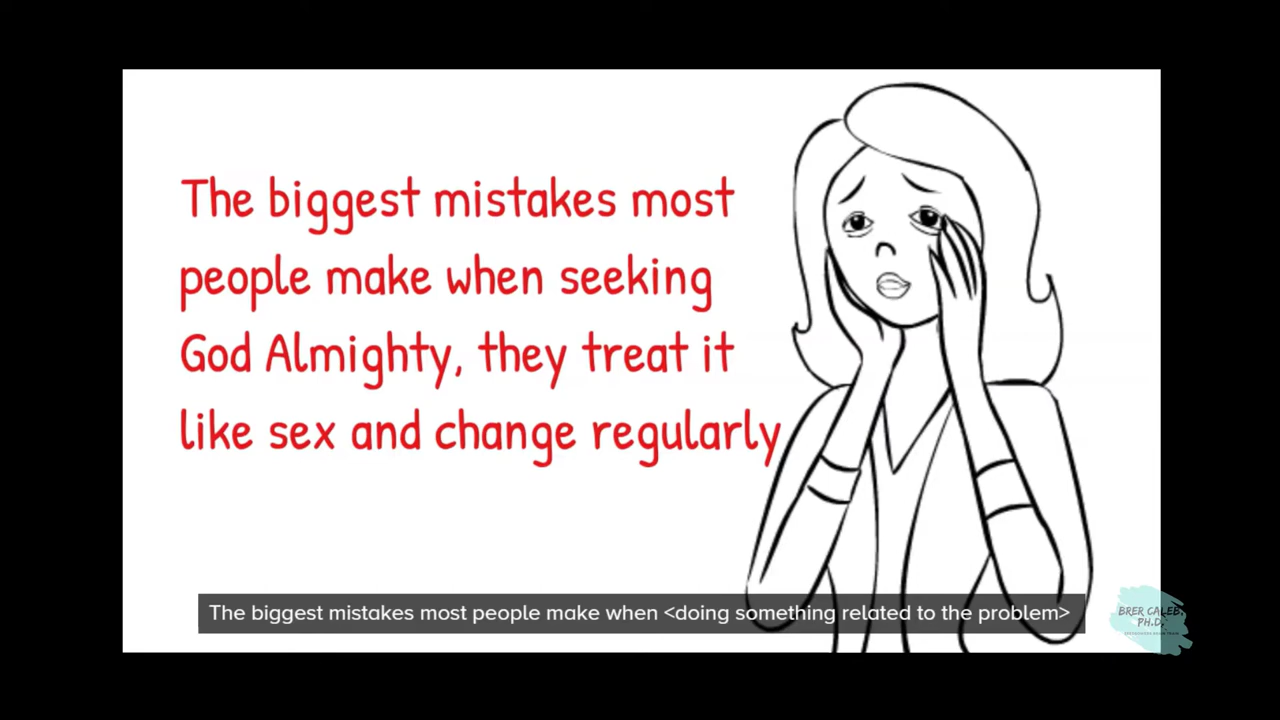 The biggest mistakes most
people make when seeking
God Almighty, they treat it
like sex and change regularly
The biggest mistakes most people make when <doing something related to the problem>
BRER CALEB,
PH.D.